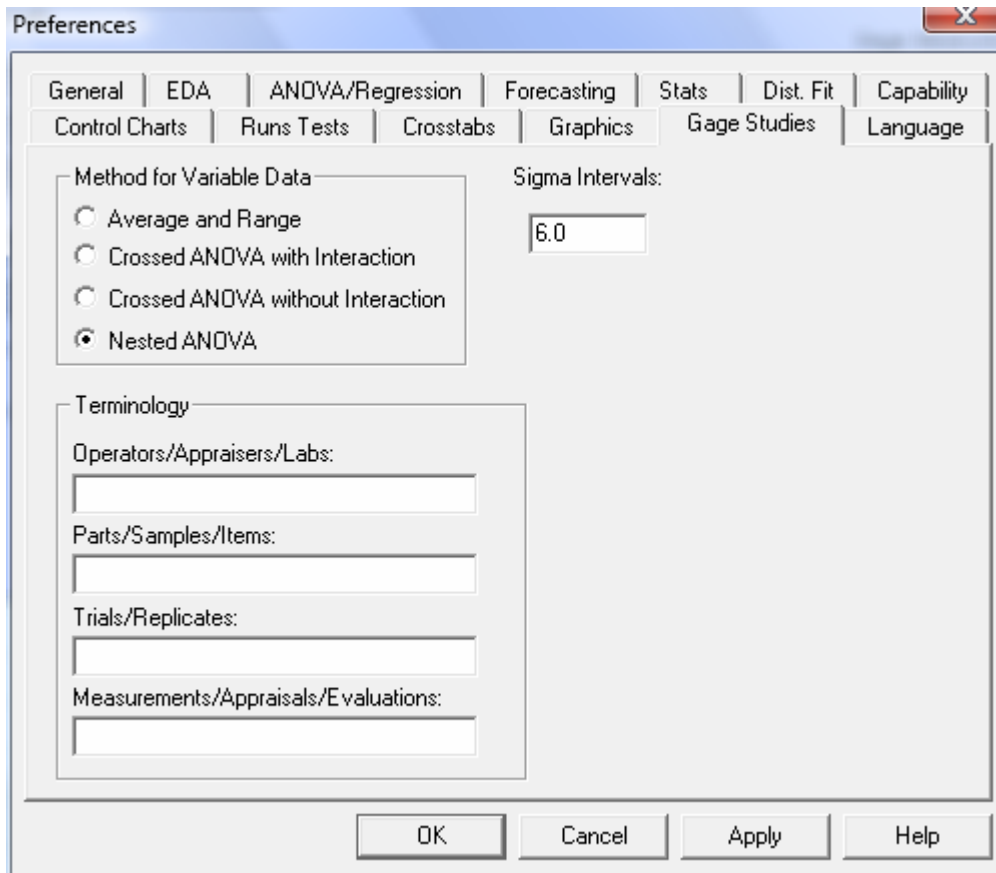 Preferences
General EDA ANOVA/Regression Forecasting Stats Dist. Fit Capability
Control Charts Runs Tests Crosstabs Graphics Gage Studies Language
Method for Variable Data
Average and Range
Crossed ANOVA with Interaction
Crossed ANOVA without Interaction
Nested ANOVA
Sigma Intervals:
6.0
Terminology
Operators/Appraisers/Labs:
Parts/Samples/Items:
Trials/Replicates:
Measurements/Appraisals/Evaluations:
OK Cancel Apply Help